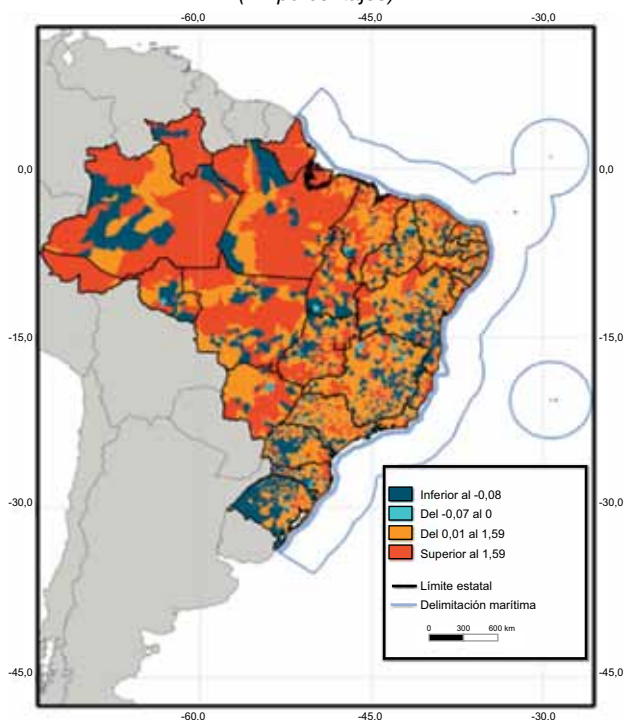 -60,0 -45,0 -30,0
0,0 0,0
-15,0 -15,0
-30,0 -30,0
Inferior al -0,08
Del -0,07 al 0
Del 0,01 al 1,59
Superior al 1,59
Límite estatal
Delimitación marítima
0 300 600 km
-45,0 -45,0
-60,0 -45,0 -30,0